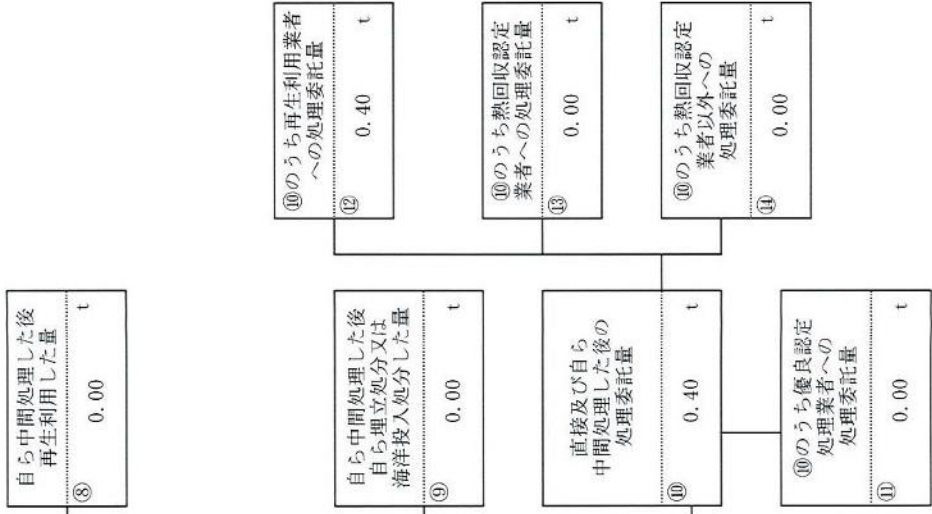 自ら中間処理した後
再生利用した量
⑧
0.00 t
自ら中間処理した後
自ら埋立処分又は
海洋投入処分した量
⑨
0.00 t
直接及び自ら
中間処理した後の
処理委託量
⑩
0.40 t
⑩のうち優良認定
処理業者への
処理委託量
⑪
0.00 t
⑩のうち再生利用業者
への処理委託量
⑫
0.40 t
⑩のうち熱回収認定
業者への処理委託量
⑬
0.00 t
⑩のうち熱回収認定
業者以外への
処理委託量
⑭
0.00 t